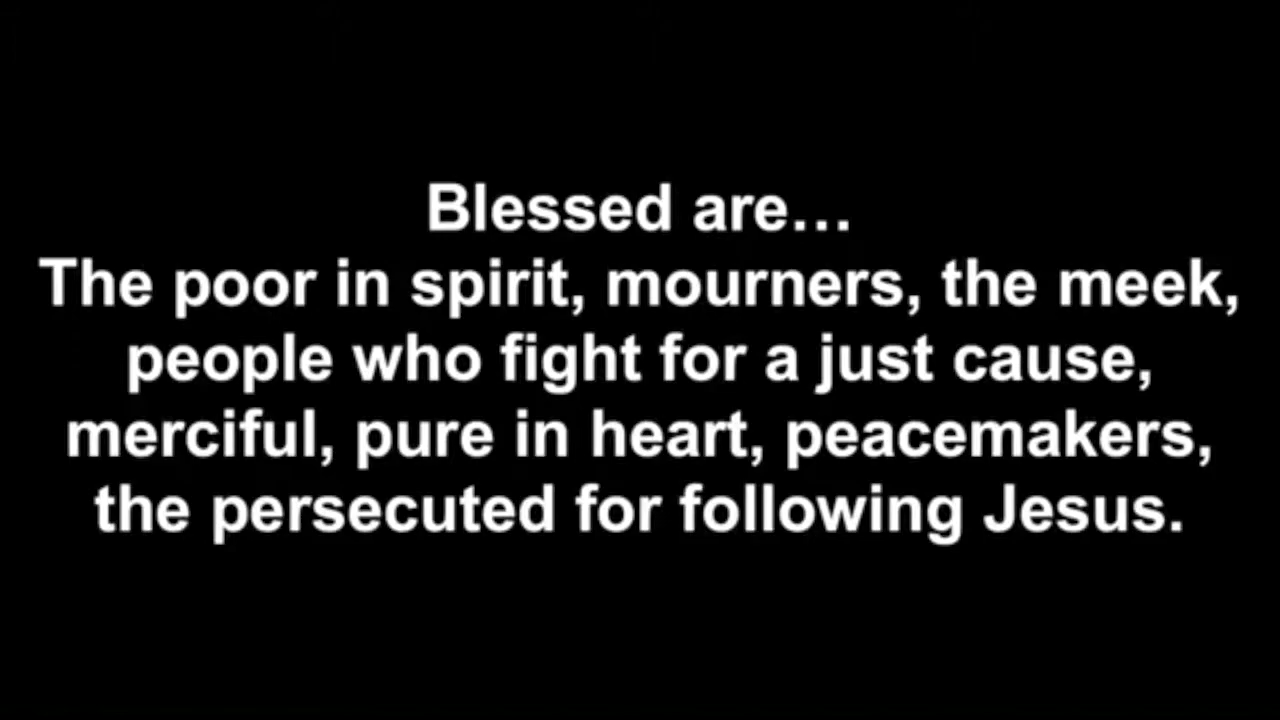 Blessed are…
The poor in spirit, mourners, the meek,
people who fight for a just cause,
merciful, pure in heart, peacemakers,
the persecuted for following Jesus.